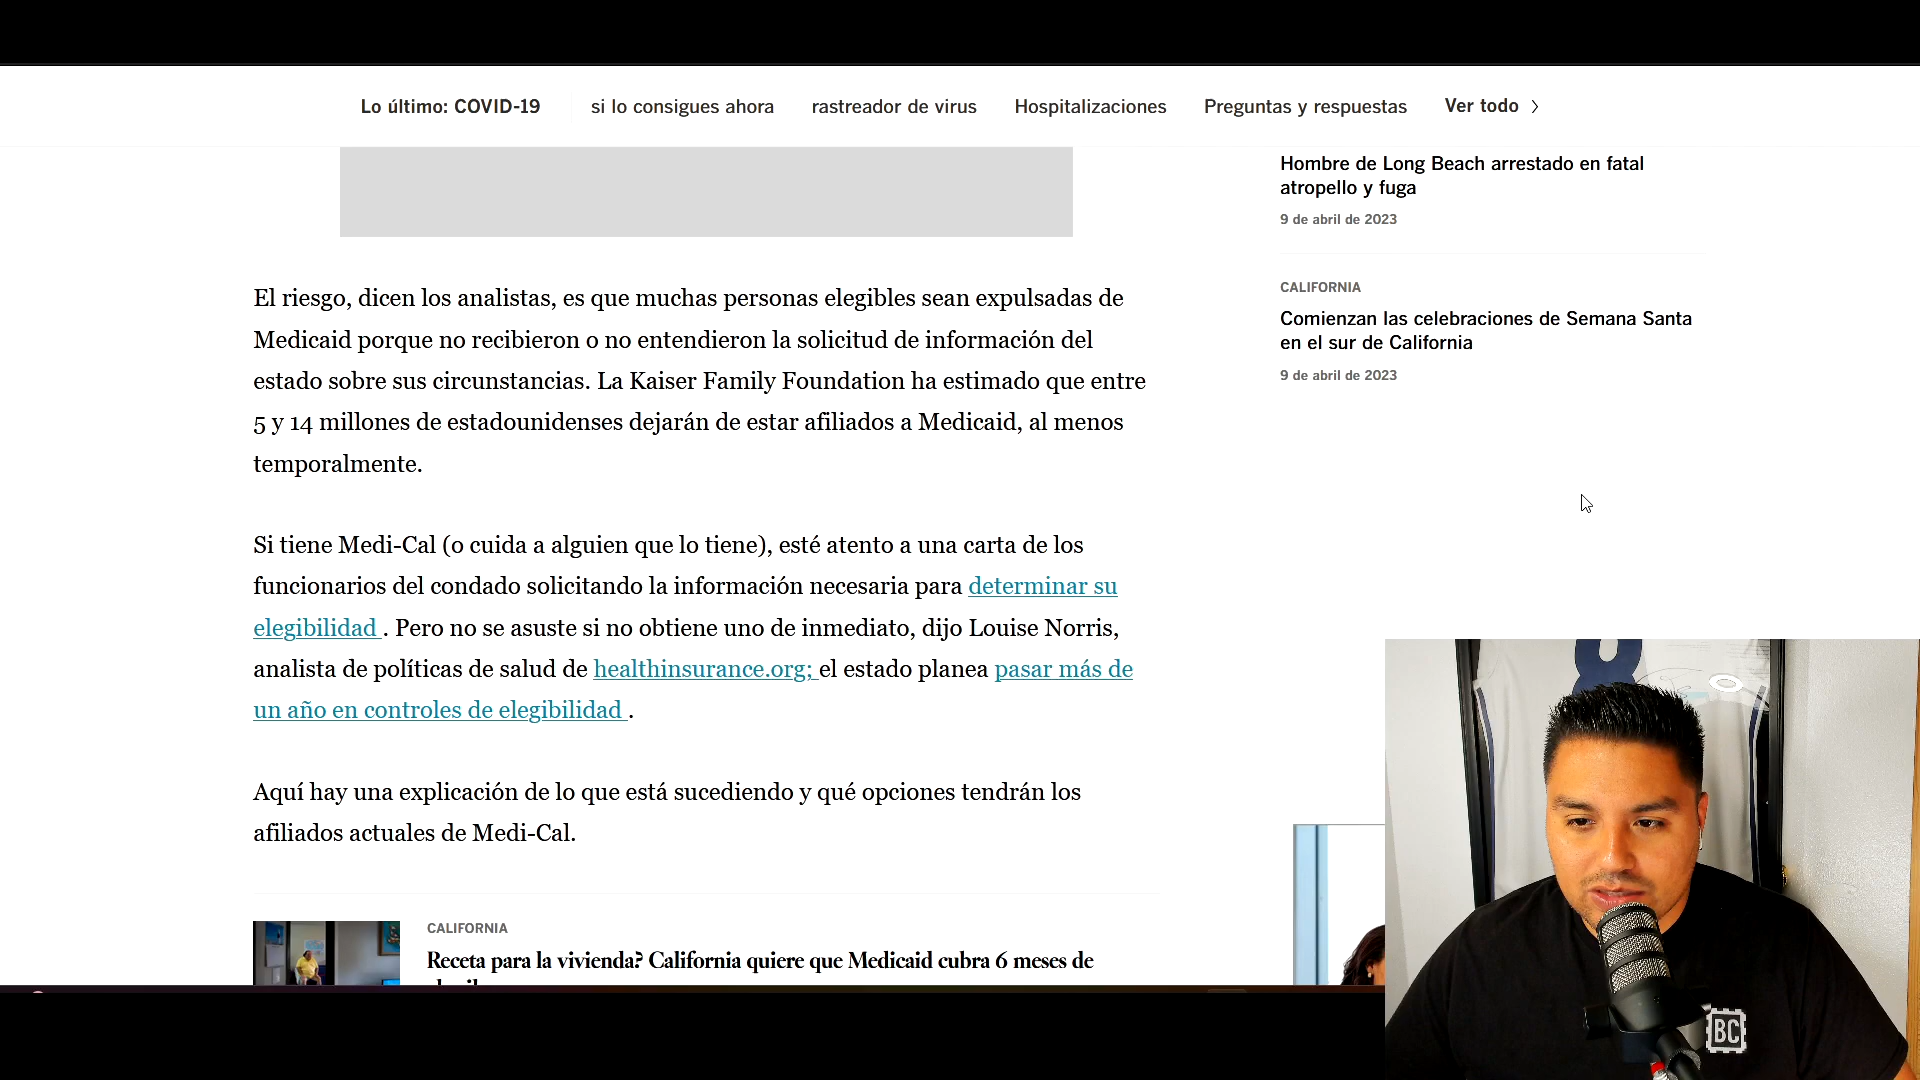 Lo último: COVID-19
si lo consigues ahora
rastreador de virus
Hospitalizaciones
Preguntas y respuestas
Ver todo
Hombre de Long Beach arrestado en fatal
atropello y fuga
9 de abril de 2023
CALIFORNIA
Comienzan las celebraciones de Semana Santa
en el sur de California
9 de abril de 2023
El riesgo, dicen los analistas, es que muchas personas elegibles sean expulsadas de
Medicaid porque no recibieron o no entendieron la solicitud de información del
estado sobre sus circunstancias. La Kaiser Family Foundation ha estimado que entre
5 y 14 millones de estadounidenses dejarán de estar afiliados a Medicaid, al menos
temporalmente.
Si tiene Medi-Cal (o cuida a alguien que lo tiene), esté atento a una carta de los
funcionarios del condado solicitando la información necesaria para determinar su
elegibilidad . Pero no se asuste si no obtiene uno de inmediato, dijo Louise Norris,
analista de políticas de salud de healthinsurance.org; el estado planea pasar más de
un año en controles de elegibilidad .
Aquí hay una explicación de lo que está sucediendo y qué opciones tendrán los
afiliados actuales de Medi-Cal.
CALIFORNIA
Receta para la vivienda? California quiere que Medicaid cubra 6 meses de
BC